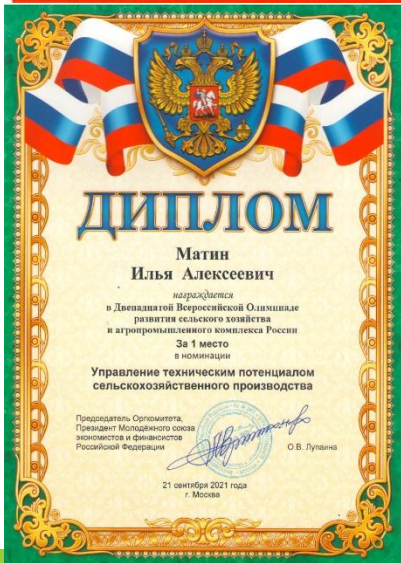 ДИПЛОМ
Матин
Илья Алексеевич
награждается
в Двенадцатой Всероссийской Олимпиаде
развития сельского хозяйства
и агропромышленного комплекса России
За 1 место
в номинации
Управление техническим потенциалом
сельскохозяйственного производства
Председатель Оргкомитета,
Президент Молодёжного союза
экономистов и финансистов
Российской Федерации
О.В. Лупаина
21 сентября 2021 года
г. Москва